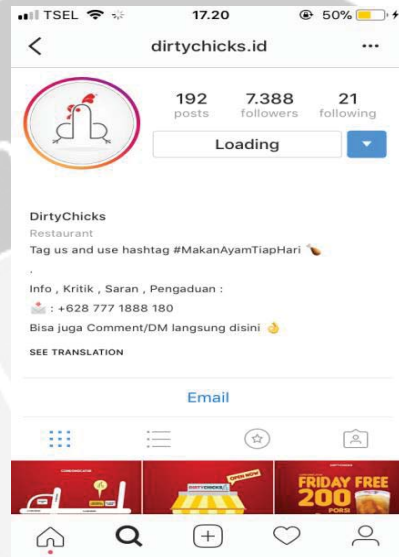 TSEL 17.20 50%
dirtychicks.id
192 7.388 21
posts followers following
Loading
DirtyChicks
Restaurant
Tag us and use hashtag #MakanAyamTiapHari 🍗
.
Info , Kritik , Saran , Pengaduan :
📩 : +628 777 1888 180
Bisa juga Comment/DM langsung disini 👌
SEE TRANSLATION
Email
DIRTYCHICKS
OPEN NOW
FRIDAY FREE
200 PORSI